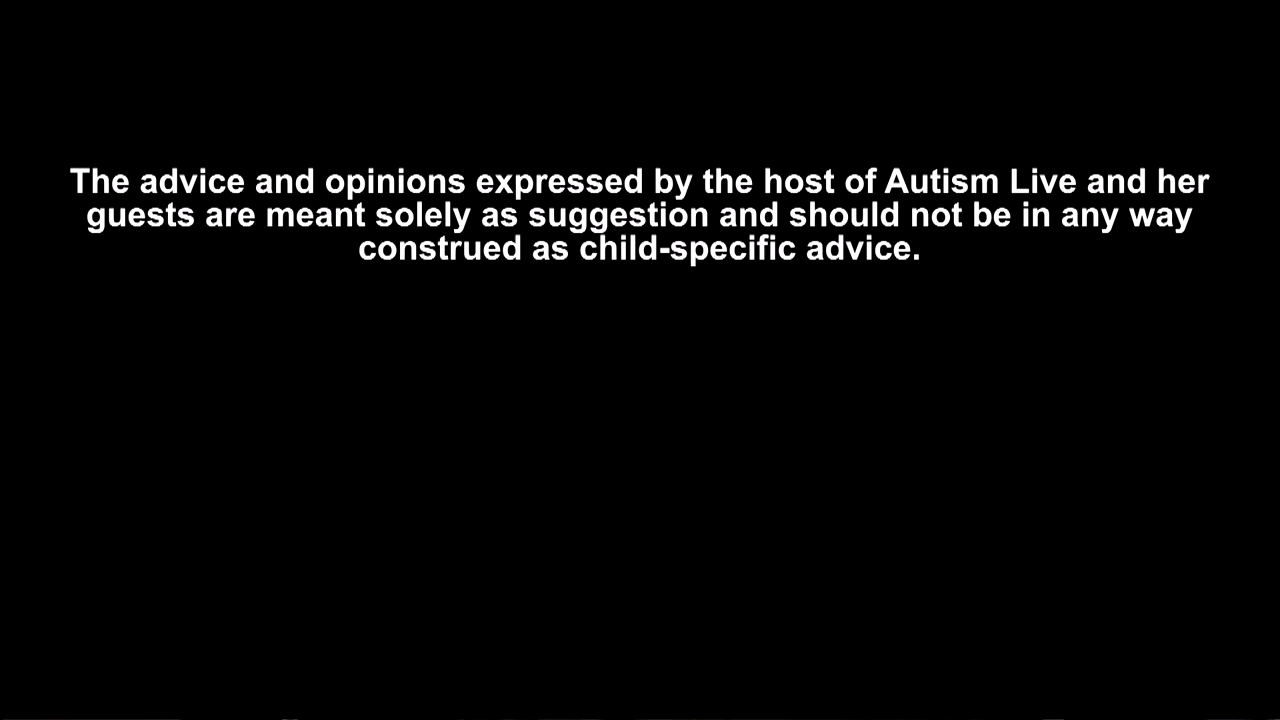 The advice and opinions expressed by the host of Autism Live and her
guests are meant solely as suggestion and should not be in any way
construed as child-specific advice.